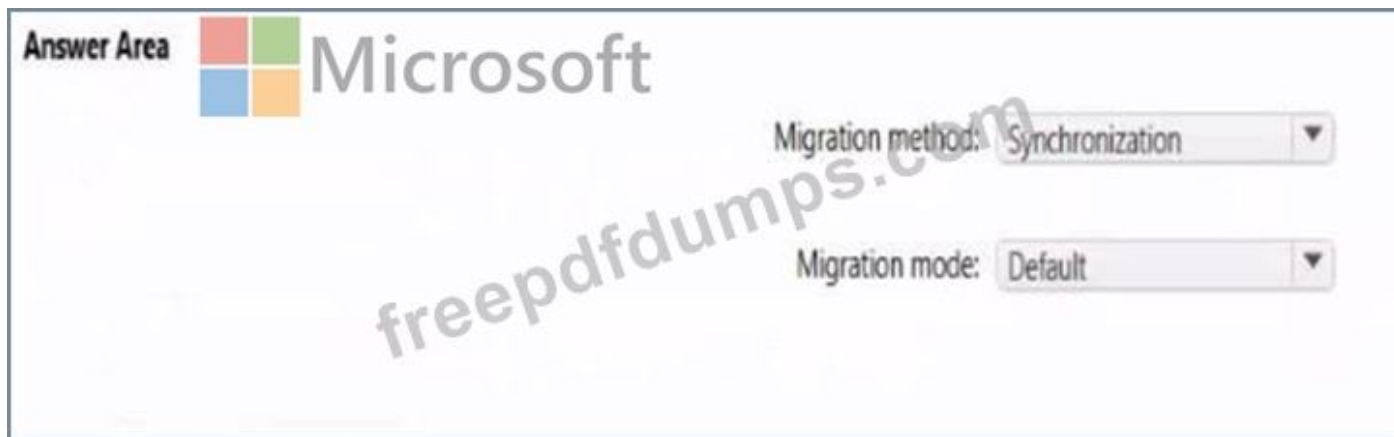 Answer Area
Microsoft
Migration method: Synchronization
Migration mode: Default
freepdfdumps.com